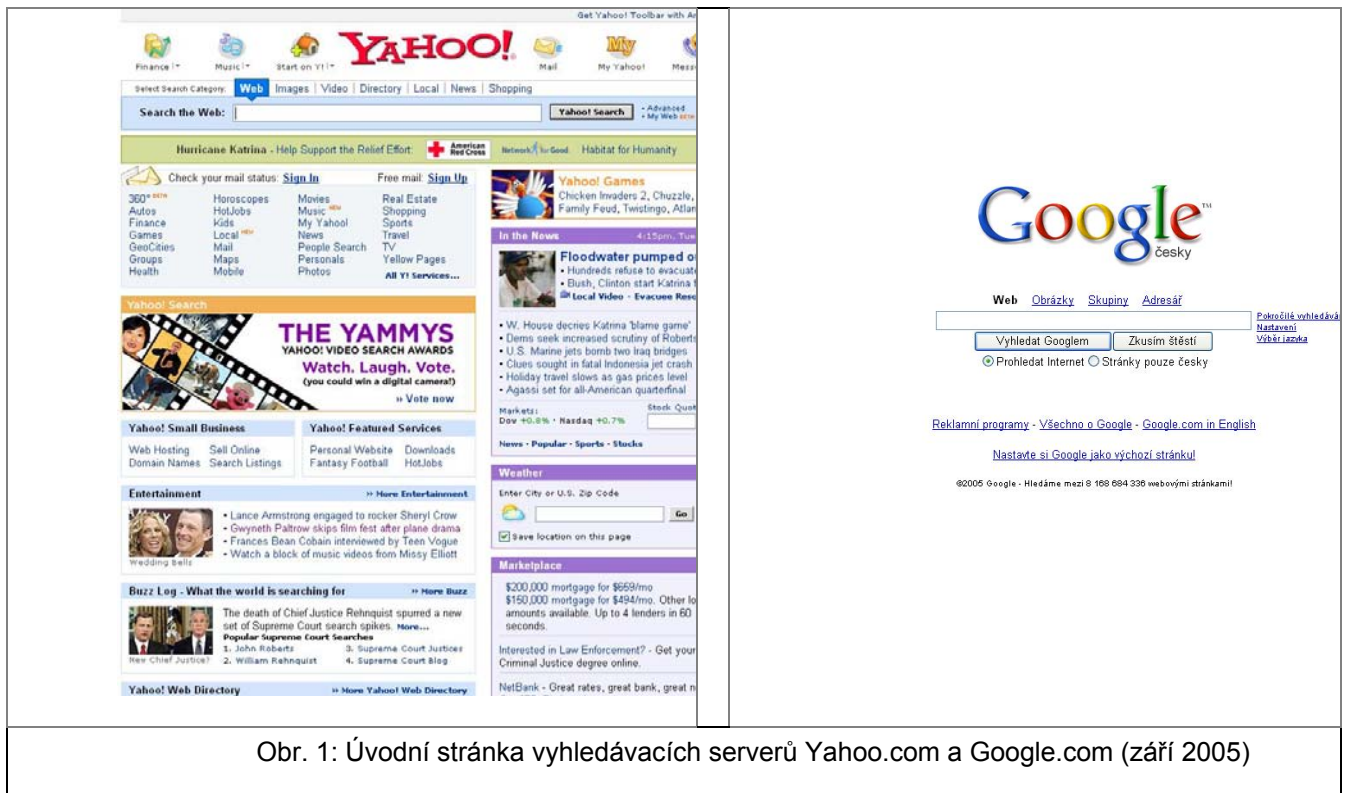 Get Yahoo! Toolbar with
Finance
Music
Start on Y!
YAHOO!
Mail
My Yahoo!
Select Search Category: Web Images | Video | Directory | Local | News | Shopping
Search the Web: Yahoo! Search
• Advanced
• My Web BETA
Hurricane Katrina - Help Support the Relief Effort: American Red Cross Network for Good Habitat for Humanity
Check your mail status: Sign In Free mail: Sign Up
360° BETA Horoscopes Movies Real Estate
Autos HotJobs Music NEW Shopping
Finance Kids My Yahoo! Sports
Games Local NEW News Travel
GeoCities Mail People Search TV
Groups Maps Personals Yellow Pages
Health Mobile Photos All Y! Services...
Yahoo! Search
THE YAMMYS
YAHOO! VIDEO SEARCH AWARDS
Watch. Laugh. Vote.
(you could win a digital camera!)
» Vote now
Yahoo! Small Business
Web Hosting Sell Online
Domain Names Search Listings
Yahoo! Featured Services
Personal Website Downloads
Fantasy Football HotJobs
Entertainment » More Entertainment
• Lance Armstrong engaged to rocker Sheryl Crow
• Gwyneth Paltrow skips film fest after plane drama
• Frances Bean Cobain interviewed by Teen Vogue
• Watch a block of music videos from Missy Elliott
Wedding Bells
Buzz Log - What the world is searching for » More Buzz
The death of Chief Justice Rehnquist spurred a new
set of Supreme Court search spikes. More...
Popular Supreme Court Searches
1. John Roberts 3. Supreme Court Justices
2. William Rehnquist 4. Supreme Court Blog
New Chief Justice?
Yahoo! Web Directory » More Yahoo! Web Directory
Yahoo! Games
Chicken Invaders 2, Chuzzle,
Family Feud, Twistingo,
In the News 4:15pm,
Floodwater pumped
• Hundreds refuse to
• Bush, Clinton start Katrina
Local Video - Evacuee
• W. House decries Katrina 'blame game'
• Dems seek increased scrutiny of Roberts
• U.S. Marine jets bomb two Iraq bridges
• Clues sought in fatal Indonesia jet crash
• Holiday travel slows as gas prices level
• Agassi set for all-American quarterfinal
Markets: Stock
Dow +0.8% • Nasdaq +0.7%
News - Popular - Sports - Stocks
Weather
Enter City or U.S. Zip Code
Go
Save location on this page
Marketplace
$200,000 mortgage for $659/mo
$150,000 mortgage for $494/mo. Other
amounts available. Up to 4 lenders in 60
seconds.
Interested in Law Enforcement? - Get your
Criminal Justice degree online.
NetBank - Great rates, great bank, great
Google™
česky
Web Obrázky Skupiny Adresář
Pokročilé
Nastavení
Výběr jazyka
Vyhledat Googlem Zkusím štěstí
Prohledat Internet Stránky pouze česky
Reklamní programy - Všechno o Google - Google.com in English
Nastavte si Google jako výchozí stránku!
©2005 Google - Hledáme mezi 8 168 684 336 webovými stránkami!
Obr. 1: Úvodní stránka vyhledávacích serverů Yahoo.com a Google.com (září 2005)